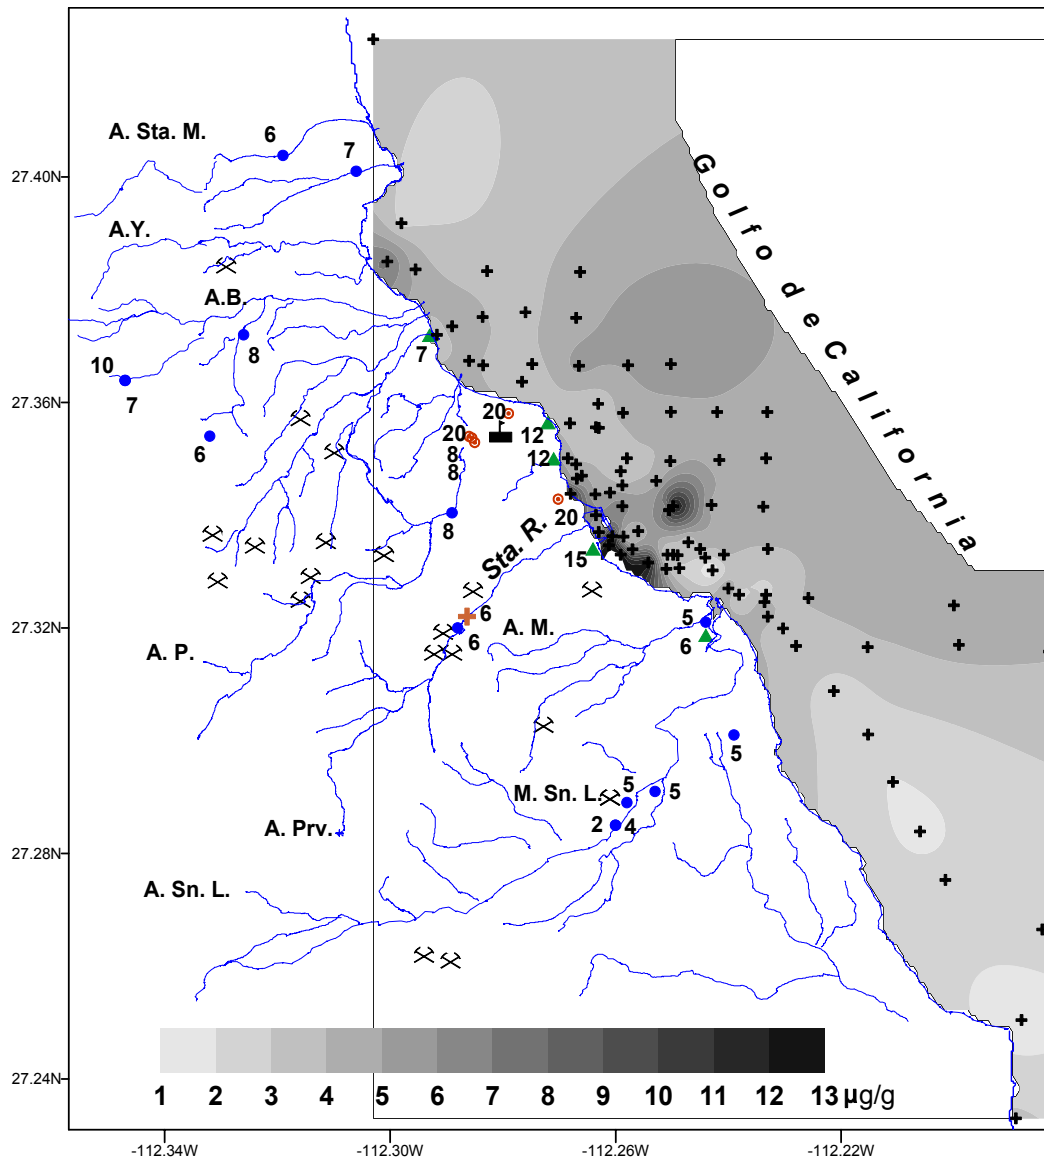 A. Sta. M.
6
7
27.40N
Golfo de California
A.Y.
A.B.
8
7
10
7
27.36N
6
20
20
8
8
12
12
8
20
Sta. R.
15
6
6
27.32N
A. M.
5
6
A. P.
5
M. Sn. L.
5
5
2
4
A. Prv.
27.28N
A. Sn. L.
27.24N
1 2 3 4 5 6 7 8 9 10 11 12 13 µg/g
-112.34W -112.30W -112.26W -112.22W